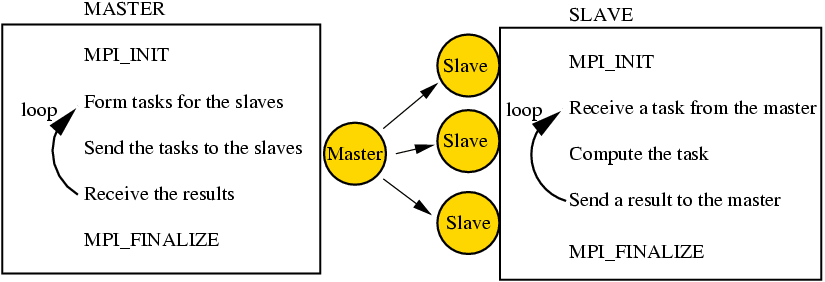 MASTER
MPI_INIT
loop
Form tasks for the slaves
Send the tasks to the slaves
Receive the results
MPI_FINALIZE
Master
Slave
Slave
Slave
SLAVE
MPI_INIT
loop
Receive a task from the master
Compute the task
Send a result to the master
MPI_FINALIZE